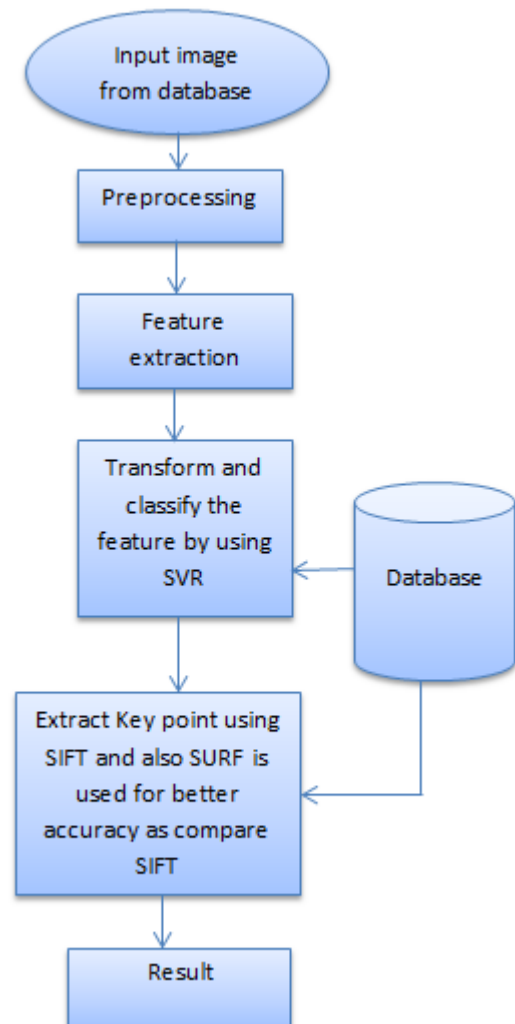 Input image
from database
Preprocessing
Feature
extraction
Transform and
classify the
feature by using
SVR
Database
Extract Key point using
SIFT and also SURF is
used for better
accuracy as compare
SIFT
Result